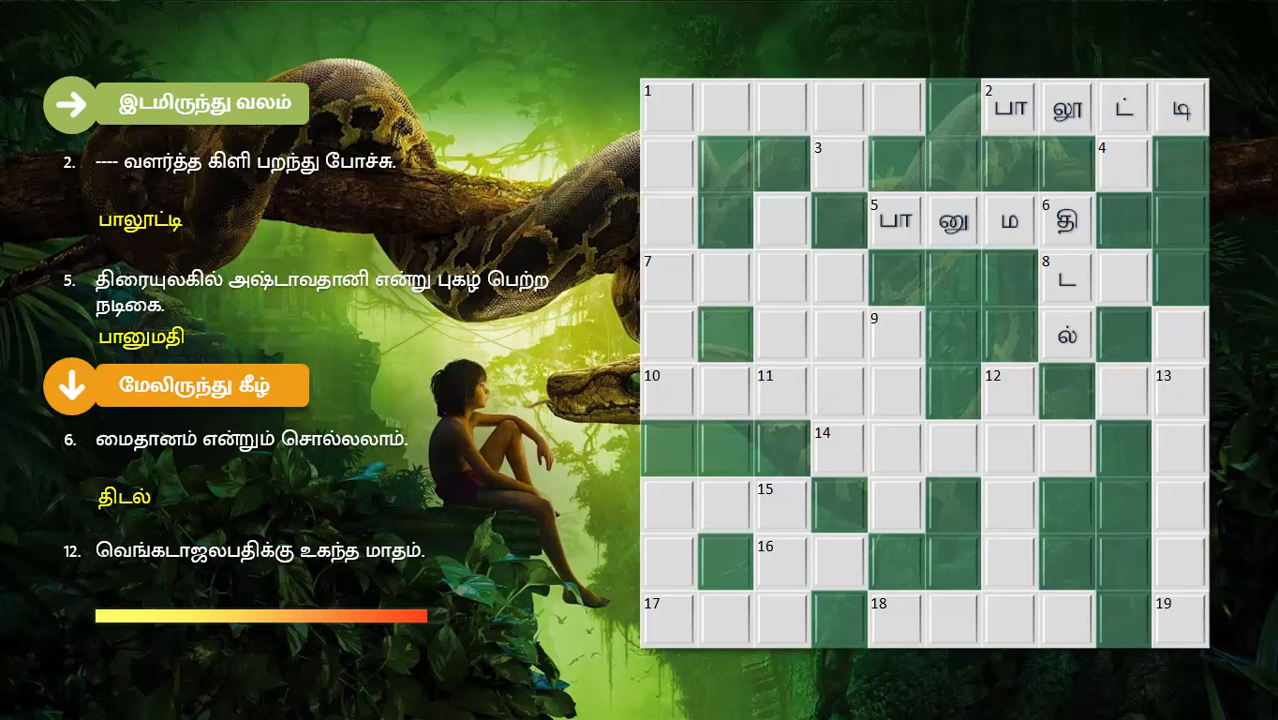 இடமிருந்து வலம்
2. ---- வளர்த்த கிளி பறந்து போச்சு.
பாலூட்டி
5. திரையுலகில் அஷ்டாவதானி என்று புகழ் பெற்ற
நடிகை.
பானுமதி
மேலிருந்து கீழ்
6. மைதானம் என்றும் சொல்லலாம்.
திடல்
12. வெங்கடாஜலபதிக்கு உகந்த மாதம்.
1 2 பா லூ ட் டி
3 4
5 பா னு ம 6 தி
7 8 ட
9 ல்
10 11 12 13
14
15
16
17 18 19